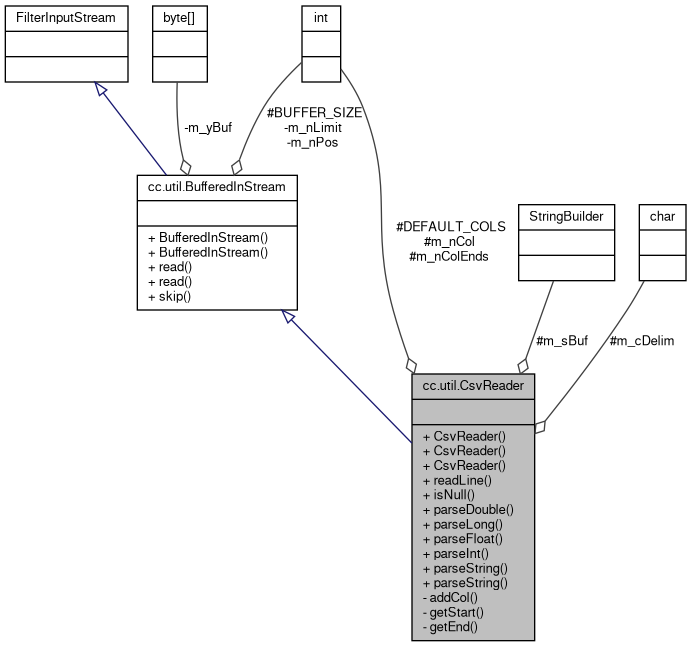 FilterInputStream
byte[]
int
-m_yBuf
#BUFFER_SIZE
-m_nLimit
-m_nPos
cc.util.BufferedInStream
+ BufferedInStream()
+ BufferedInStream()
+ read()
+ read()
+ skip()
#DEFAULT_COLS
#m_nCol
#m_nColEnds
StringBuilder
char
#m_sBuf
#m_cDelim
cc.util.CsvReader
+ CsvReader()
+ CsvReader()
+ CsvReader()
+ readLine()
+ isNull()
+ parseDouble()
+ parseLong()
+ parseFloat()
+ parseInt()
+ parseString()
+ parseString()
- addCol()
- getStart()
- getEnd()